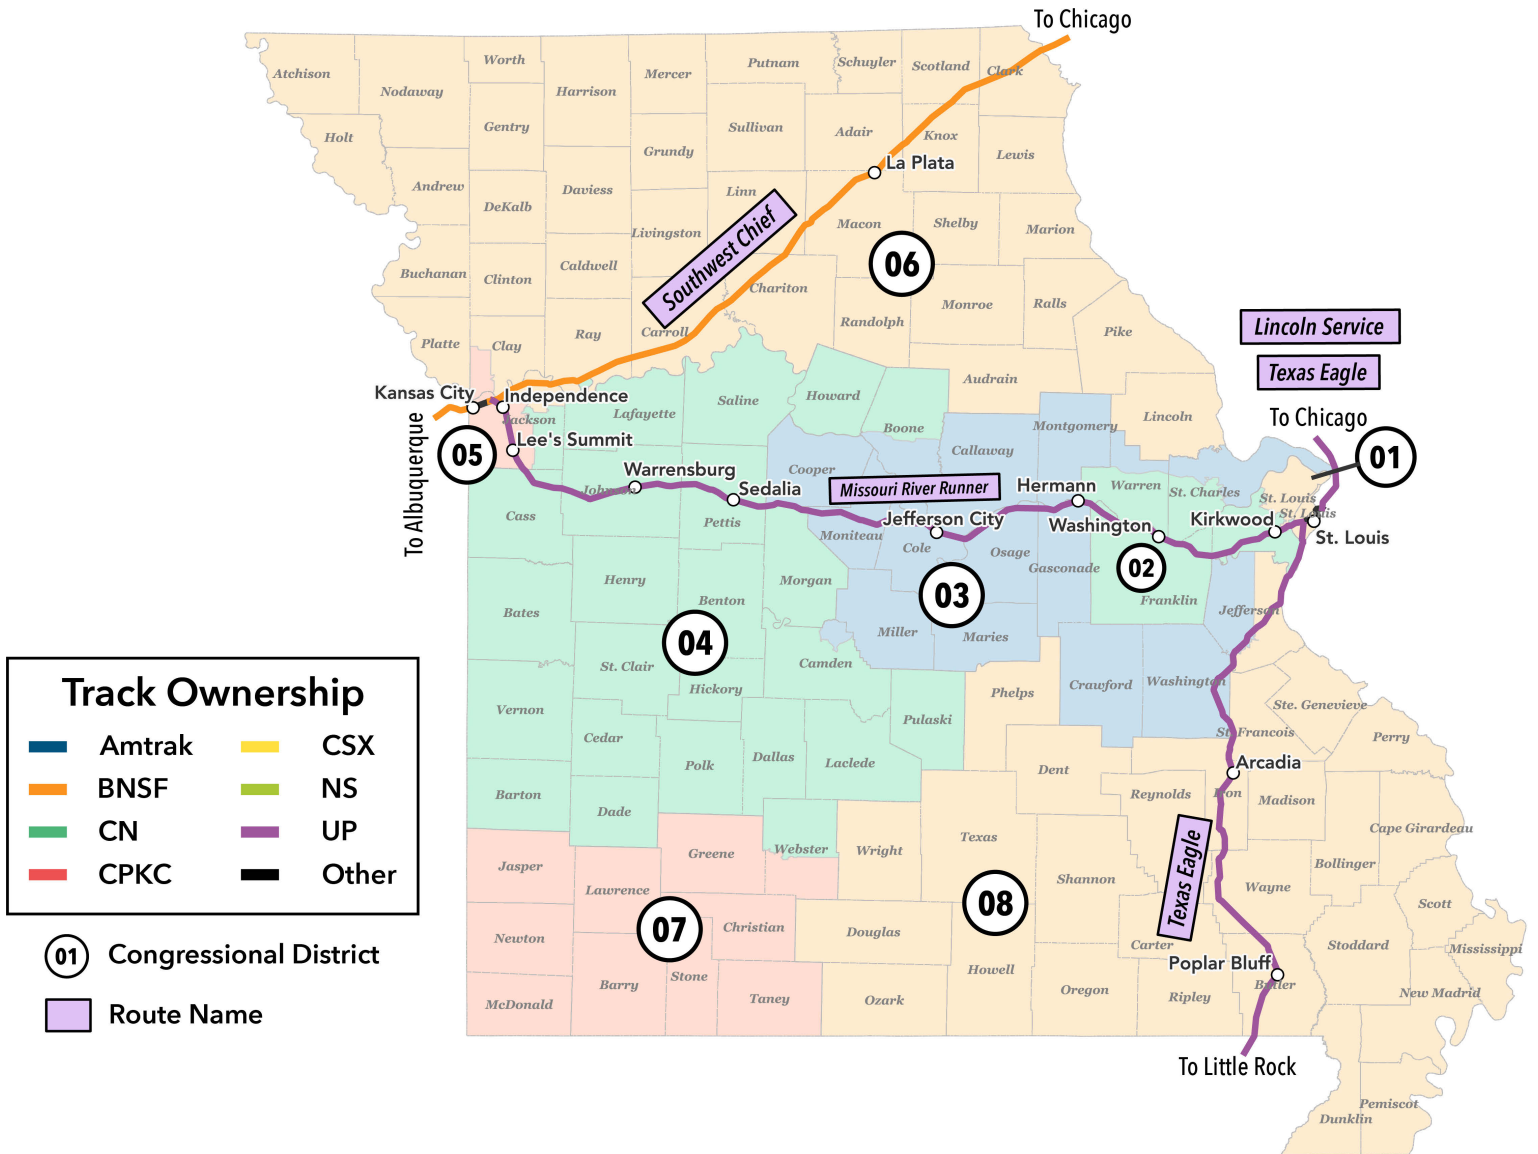 To Chicago
Atchison
Nodaway
Worth
Harrison
Mercer
Putnam
Schuyler
Scotland
Clark
Holt
Gentry
Sullivan
Adair
Knox
Lewis
Grundy
La Plata
Andrew
DeKalb
Daviess
Linn
Livingston
Macon
Shelby
Marion
Southwest Chief
Buchanan
Clinton
Caldwell
06
Chariton
Monroe
Ralls
Randolph
Pike
Platte
Clay
Ray
Carroll
Lincoln Service
Texas Eagle
Audrain
To Chicago
Kansas City
Independence
Jackson
Lafayette
Saline
Howard
Boone
Lincoln
Montgomery
Callaway
To Albuquerque
05
Lee's Summit
01
Cooper
Warrensburg
Sedalia
Johnson
Missouri River Runner
Hermann
Warren
St. Charles
St. Louis
St. Louis
Cass
Pettis
Moniteau
Jefferson City
Washington
Kirkwood
St. Louis
Cole
Osage
Gasconade
02
Henry
Morgan
Benton
03
Franklin
Jefferson
Bates
Miller
Maries
04
St. Clair
Camden
Hickory
Phelps
Crawford
Washington
Ste. Genevieve
Vernon
Pulaski
St. Francois
Perry
Cedar
Polk
Dallas
Laclede
Dent
Arcadia
Barton
Dade
Reynolds
Iron
Madison
Cape Girardeau
Jasper
Greene
Webster
Wright
Texas
Texas Eagle
Bollinger
Lawrence
Shannon
Wayne
Scott
07
08
Newton
Christian
Douglas
Carter
Stoddard
Mississippi
Poplar Bluff
Barry
Stone
Taney
Ozark
Howell
Oregon
Ripley
Butler
New Madrid
McDonald
To Little Rock
Pemiscot
Dunklin
Track Ownership
Amtrak
CSX
BNSF
NS
CN
UP
CPKC
Other
01 Congressional District
Route Name